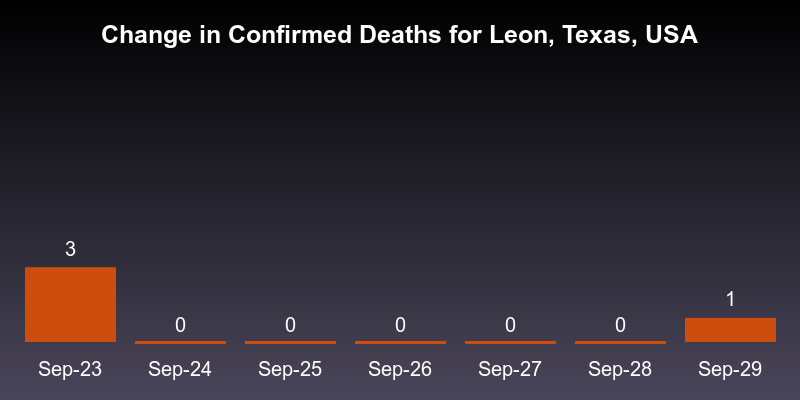 Change in Confirmed Deaths for Leon, Texas, USA
3
0
0
0
0
0
1
Sep-23
Sep-24
Sep-25
Sep-26
Sep-27
Sep-28
Sep-29